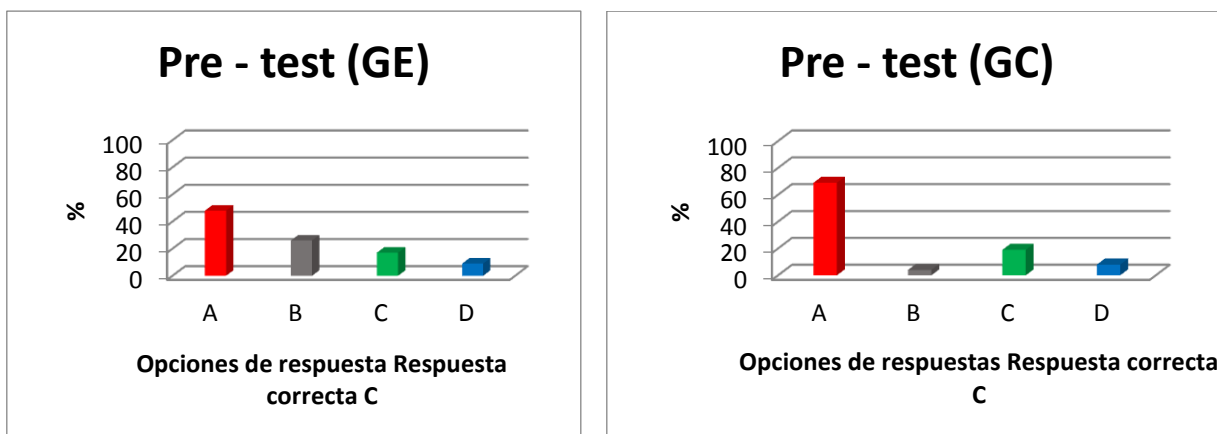 Pre - test (GE)
100
80
60
40
20
0
%
A B C D
Opciones de respuesta Respuesta
correcta C
Pre - test (GC)
100
80
60
40
20
0
%
A B C D
Opciones de respuestas Respuesta correcta
C